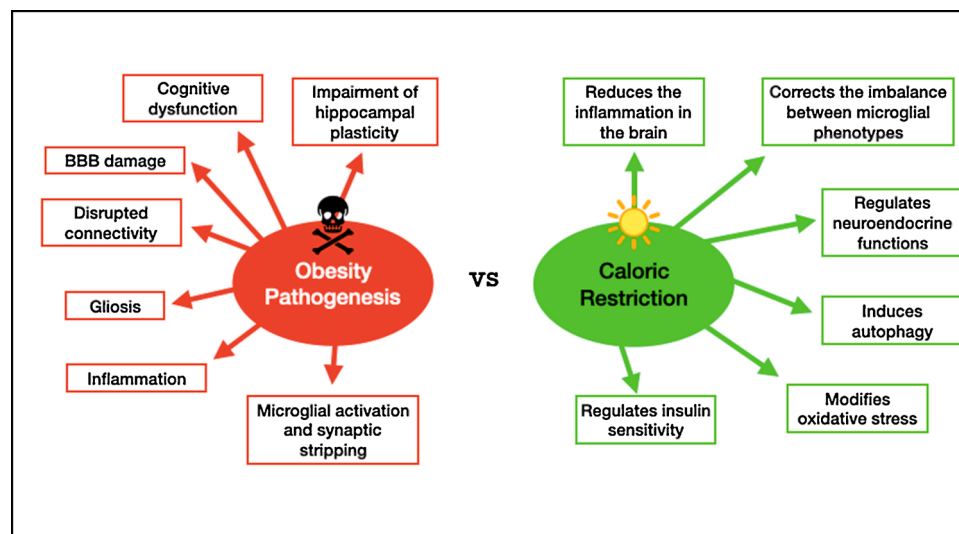 Cognitive
dysfunction
Impairment of
hippocampal
plasticity
BBB damage
Disrupted
connectivity
Gliosis
Inflammation
Microglial activation
and synaptic
stripping
Obesity
Pathogenesis
vs
Reduces the
inflammation in
the brain
Corrects the imbalance
between microglial
phenotypes
Regulates
neuroendocrine
functions
Induces
autophagy
Modifies
oxidative stress
Regulates insulin
sensitivity
Caloric
Restriction